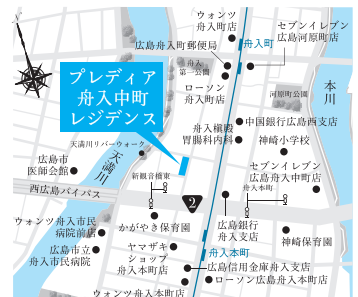 ウォンツ
舟入町店
セブンイレブン
広島河原町店
舟入町
広島舟入町郵便局
舟入
第一公園
ローソン
舟入町店
河原町公園
本川
プレディア
舟入中町
レジデンス
中国銀行広島西支店
舟入槇殿
胃腸科内科
神崎小学校
天満川リバーウォーク
天満川
広島市
医師会館
セブンイレブン
広島舟入中町店
西広島バイパス
新観音橋東
舟入本町
2
ウォンツ舟入市民
病院前店
かがやき保育園
広島銀行
舟入支店
神崎保育園
広島市立
舟入市民病院
ヤマザキ
ショップ
舟入本町店
舟入本町
広島信用金庫舟入支店
ローソン広島舟入本町店
ウォンツ舟入本町店